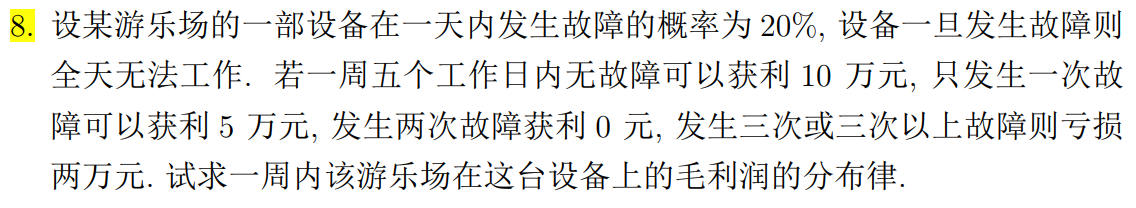 8. 设某游乐场的一部设备在一天内发生故障的概率为 20%, 设备一旦发生故障则
全天无法工作. 若一周五个工作日内无故障可以获利 10 万元, 只发生一次故
障可以获利 5 万元, 发生两次故障获利 0 元, 发生三次或三次以上故障则亏损
两万元. 试求一周内该游乐场在这台设备上的毛利润的分布律.